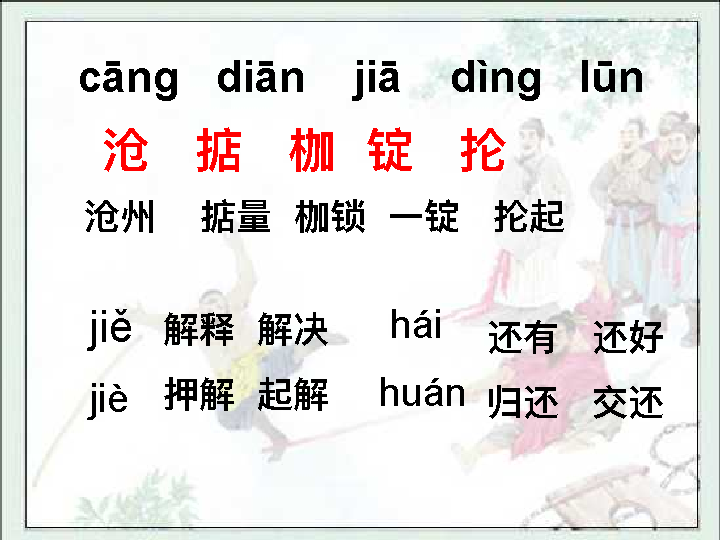 cāng diān jiā dìng lūn
沧 掂 枷 锭 抡
沧州 掂量 枷锁 一锭 抡起
jiě 解释 解决 hái 还有 还好
jiè 押解 起解 huán 归还 交还